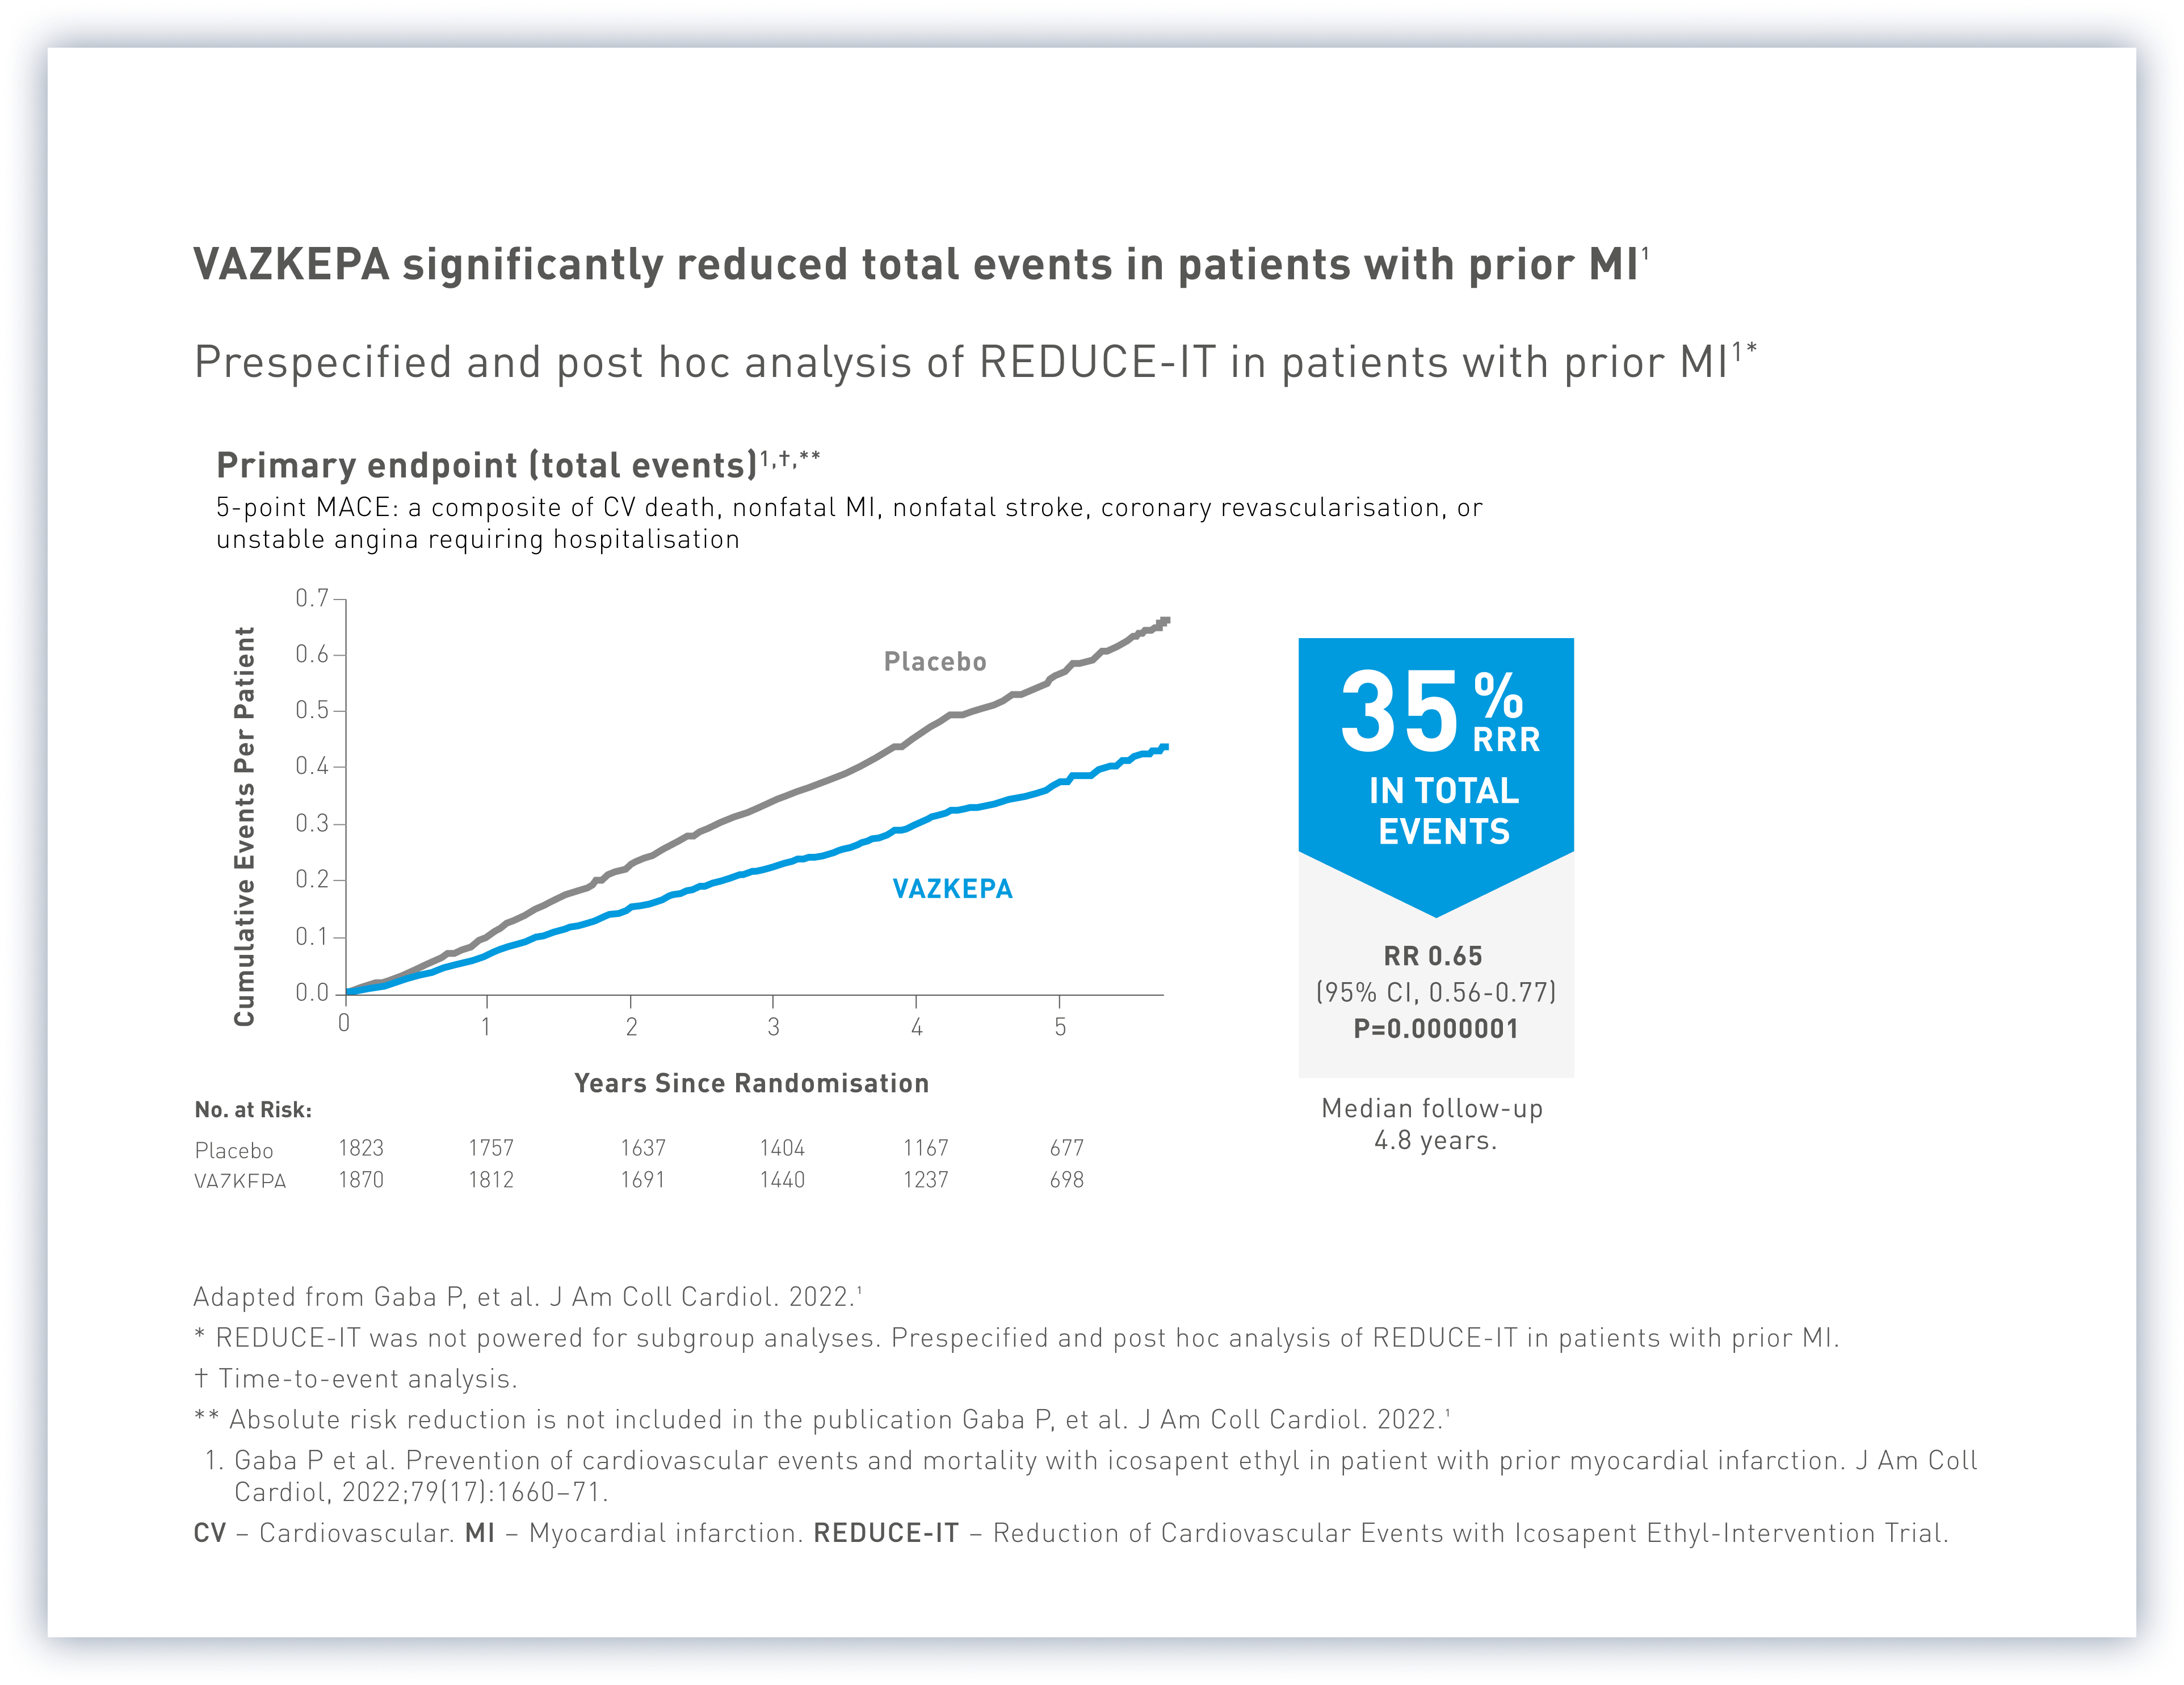 VAZKEPA significantly reduced total events in patients with prior MI¹
Prespecified and post hoc analysis of REDUCE-IT in patients with prior MI¹*
Primary endpoint (total events)¹,†,**
5-point MACE: a composite of CV death, nonfatal MI, nonfatal stroke, coronary revascularisation, or
unstable angina requiring hospitalisation
Cumulative Events Per Patient
0.7
0.6
0.5
0.4
0.3
0.2
0.1
0.0
Placebo
VAZKEPA
0 1 2 3 4 5
Years Since Randomisation
No. at Risk:
Placebo 1823 1757 1637 1404 1167 677
VAZKEPA 1870 1812 1691 1440 1237 698
35%
RRR
IN TOTAL
EVENTS
RR 0.65
(95% CI, 0.56-0.77)
P=0.0000001
Median follow-up
4.8 years.
Adapted from Gaba P, et al. J Am Coll Cardiol. 2022.¹
* REDUCE-IT was not powered for subgroup analyses. Prespecified and post hoc analysis of REDUCE-IT in patients with prior MI.
† Time-to-event analysis.
** Absolute risk reduction is not included in the publication Gaba P, et al. J Am Coll Cardiol. 2022.¹
1. Gaba P et al. Prevention of cardiovascular events and mortality with icosapent ethyl in patient with prior myocardial infarction. J Am Coll
Cardiol, 2022;79(17):1660–71.
CV – Cardiovascular. MI – Myocardial infarction. REDUCE-IT – Reduction of Cardiovascular Events with Icosapent Ethyl-Intervention Trial.